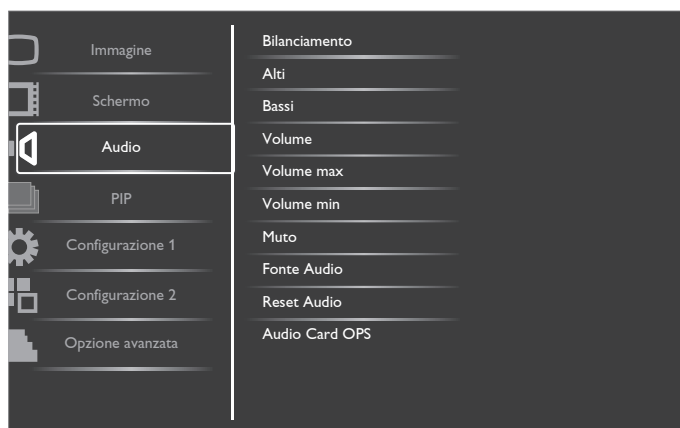 Immagine
Schermo
Audio
PIP
Configurazione 1
Configurazione 2
Opzione avanzata
Bilanciamento
Alti
Bassi
Volume
Volume max
Volume min
Muto
Fonte Audio
Reset Audio
Audio Card OPS